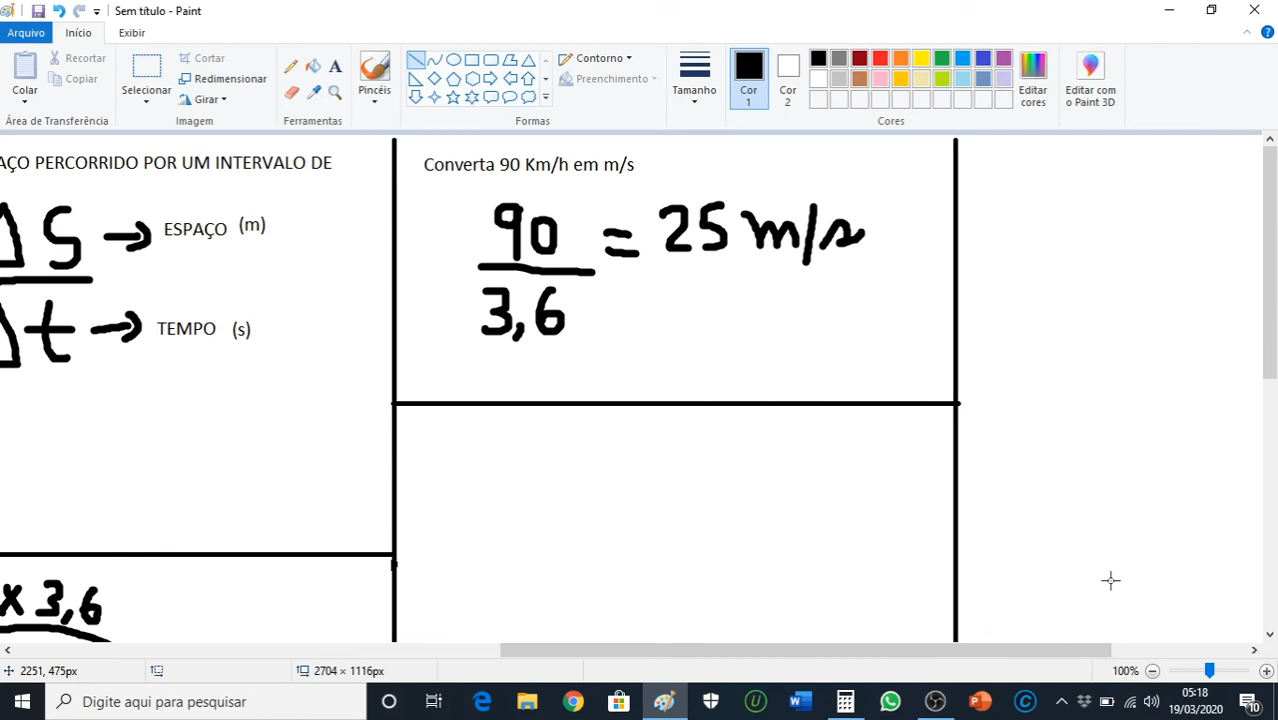 Sem título - Paint
Arquivo Início Exibir
Colar
Recortar
Copiar
Área de Transferência
Selecionar
Redimensionar
Cortar
Girar
Imagem
A
Ferramentas
Pincéis
Contorno
Preenchimento
Formas
Tamanho
Cor 1
Cor 2
Editar cores
Cores
Editar com o Paint 3D
AÇO PERCORRIDO POR UM INTERVALO DE
Δ S → ESPAÇO (m)
Δ t → TEMPO (s)
x 3,6
Converta 90 Km/h em m/s
90 = 25 m/s
3,6
2251, 475px
2704 × 1116px
100%
Digite aqui para pesquisar
05:18
19/03/2020
10